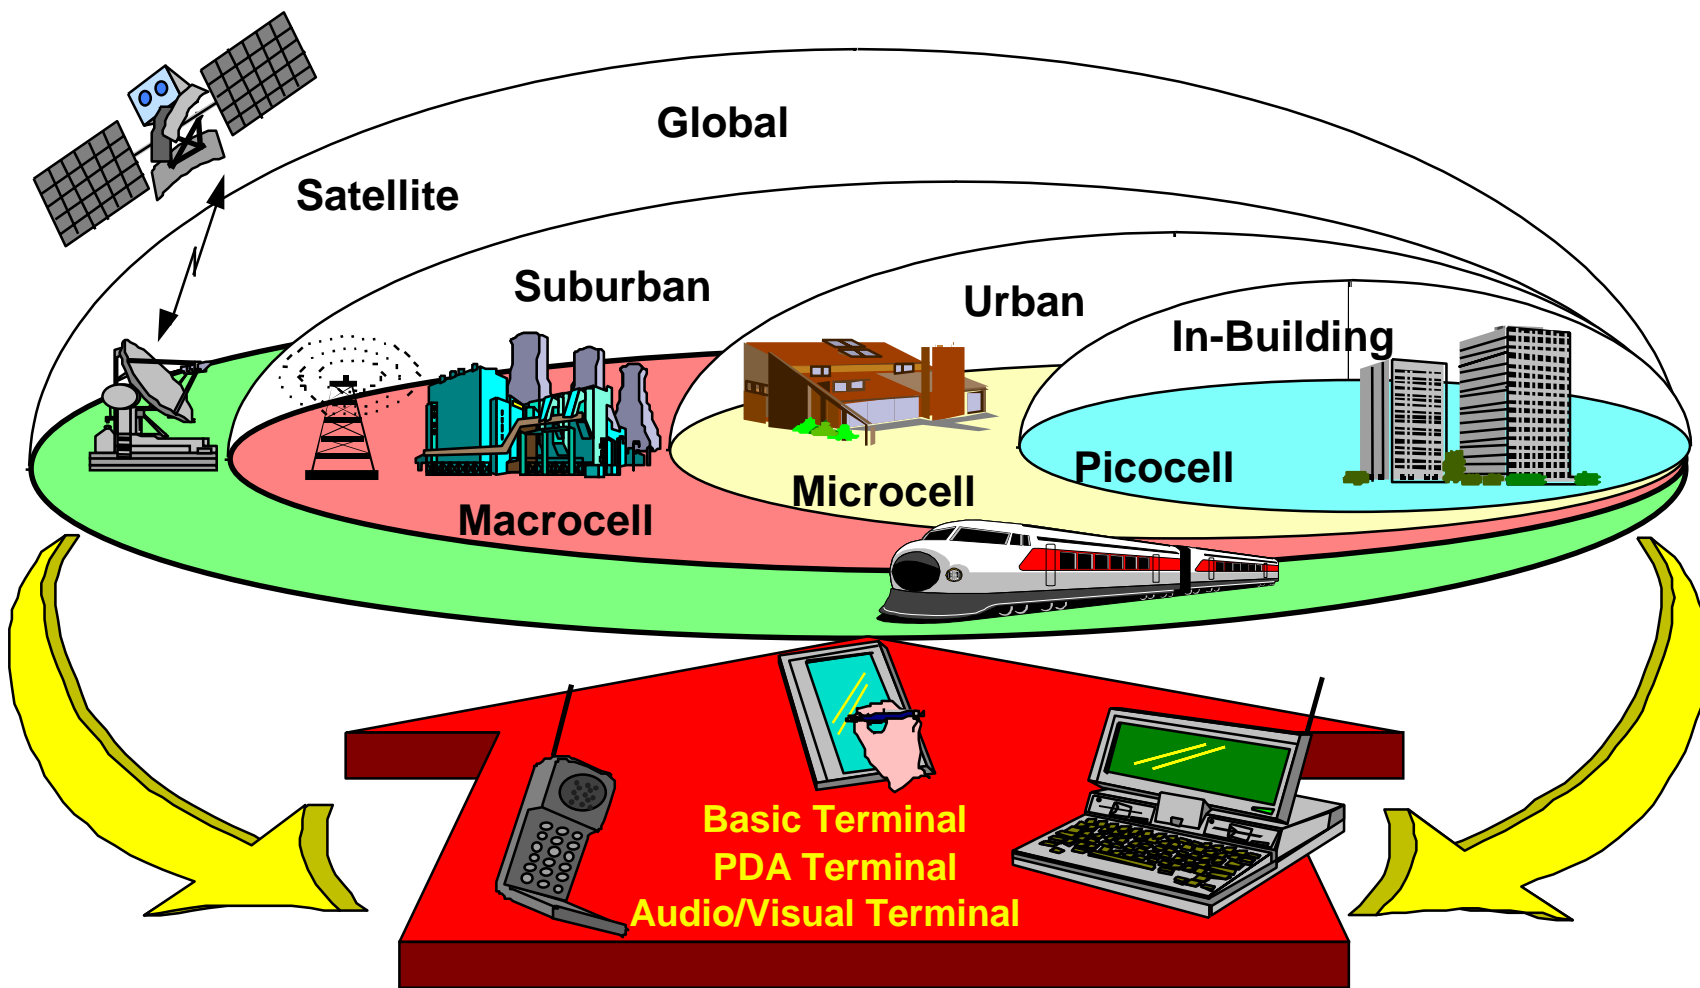 Global
Satellite
Suburban
Urban
In-Building
Picocell
Microcell
Macrocell
Basic Terminal
PDA Terminal
Audio/Visual Terminal